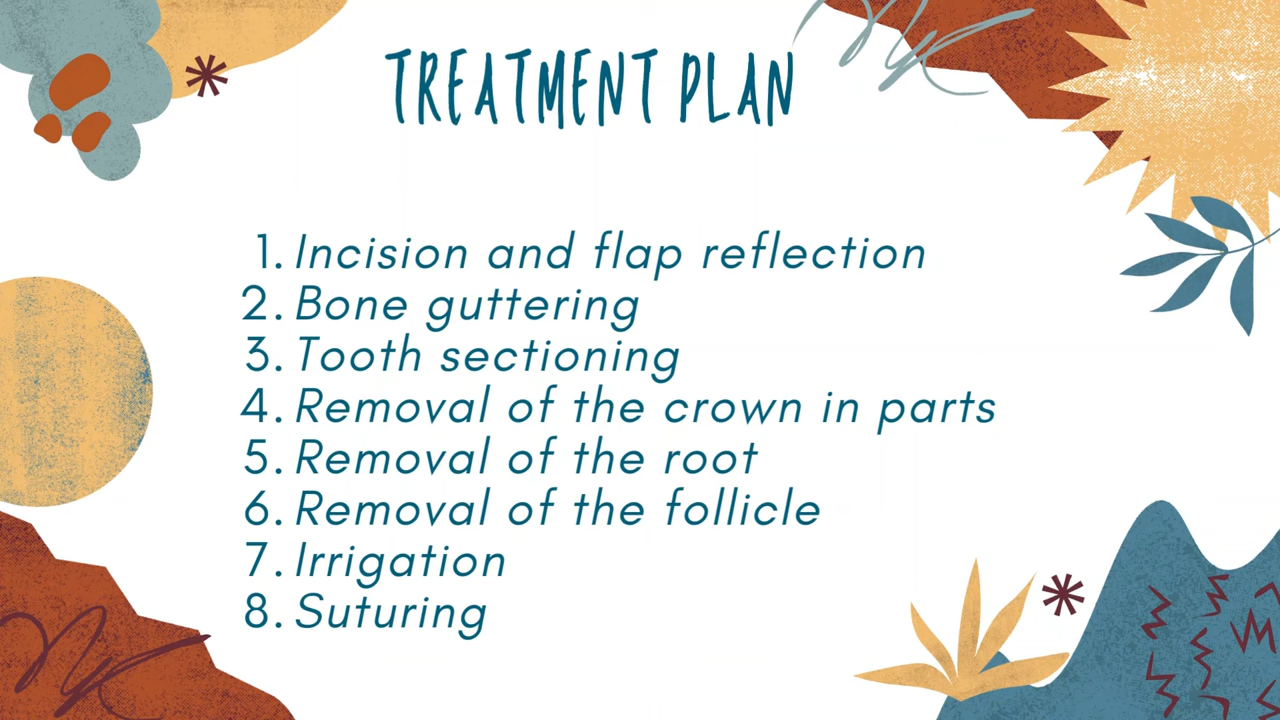 TREATMENT PLAN
1. Incision and flap reflection
2. Bone guttering
3. Tooth sectioning
4. Removal of the crown in parts
5. Removal of the root
6. Removal of the follicle
7. Irrigation
8. Suturing